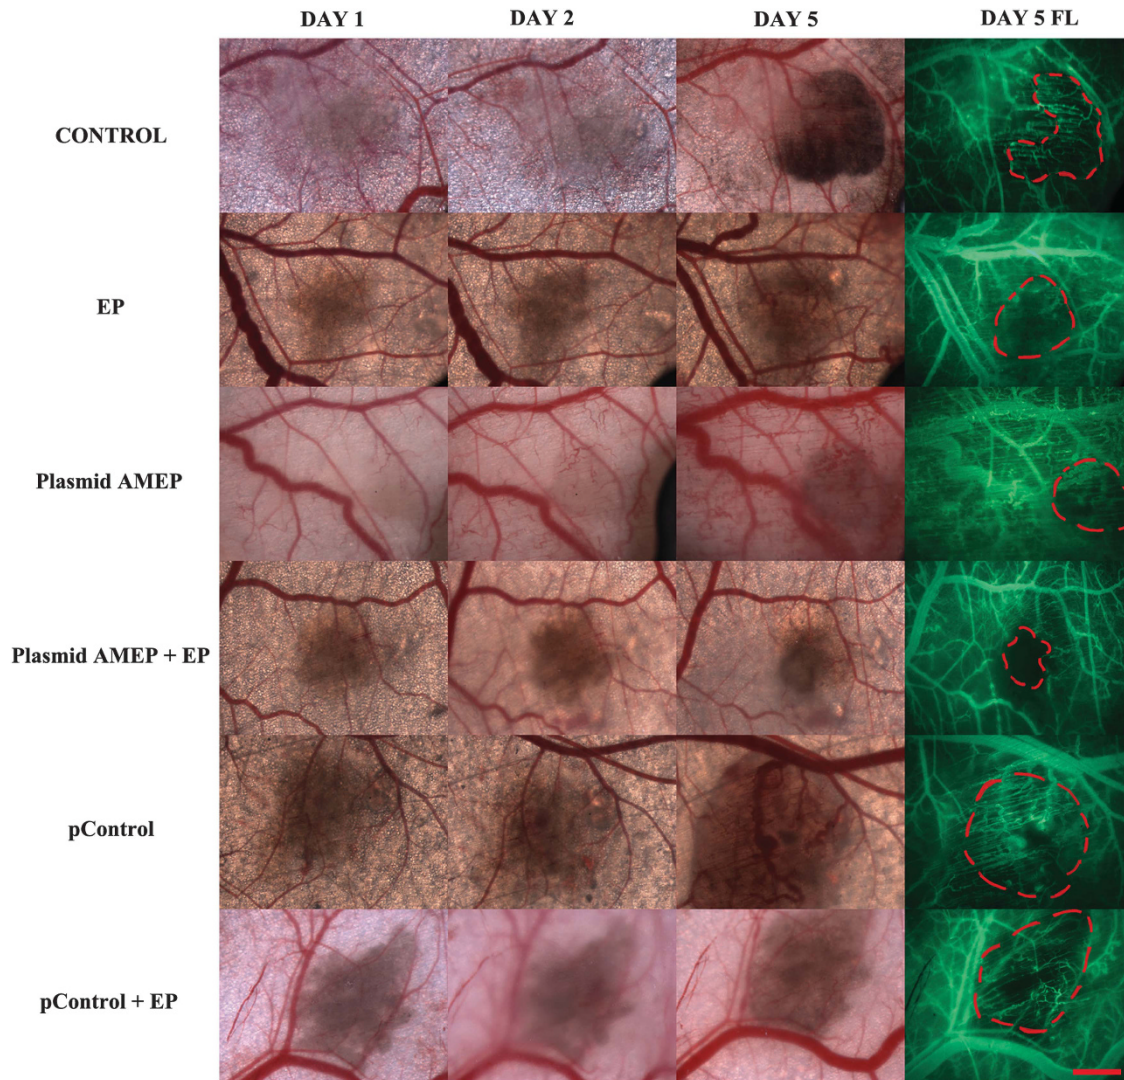 DAY 1 DAY 2 DAY 5 DAY 5 FL
CONTROL
EP
Plasmid AMEP
Plasmid AMEP + EP
pControl
pControl + EP